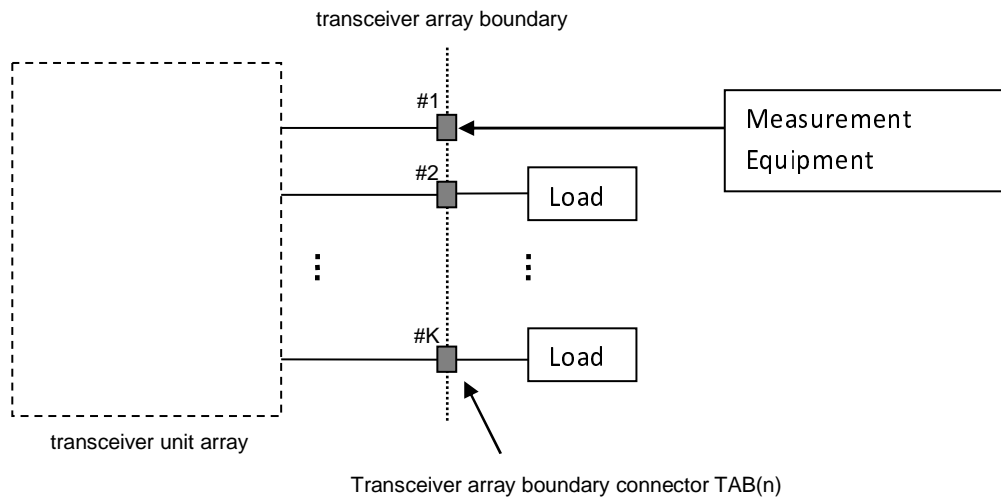 transceiver array boundary
#1
Measurement
Equipment
#2
Load
#K
Load
transceiver unit array
Transceiver array boundary connector TAB(n)